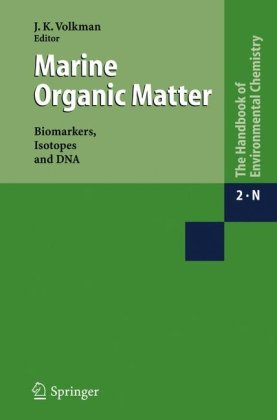 J. K. Volkman
Editor
Marine
Organic Matter
Biomarkers,
Isotopes
and DNA
The Handbook of
Environmental Chemistry
2 · N
Springer